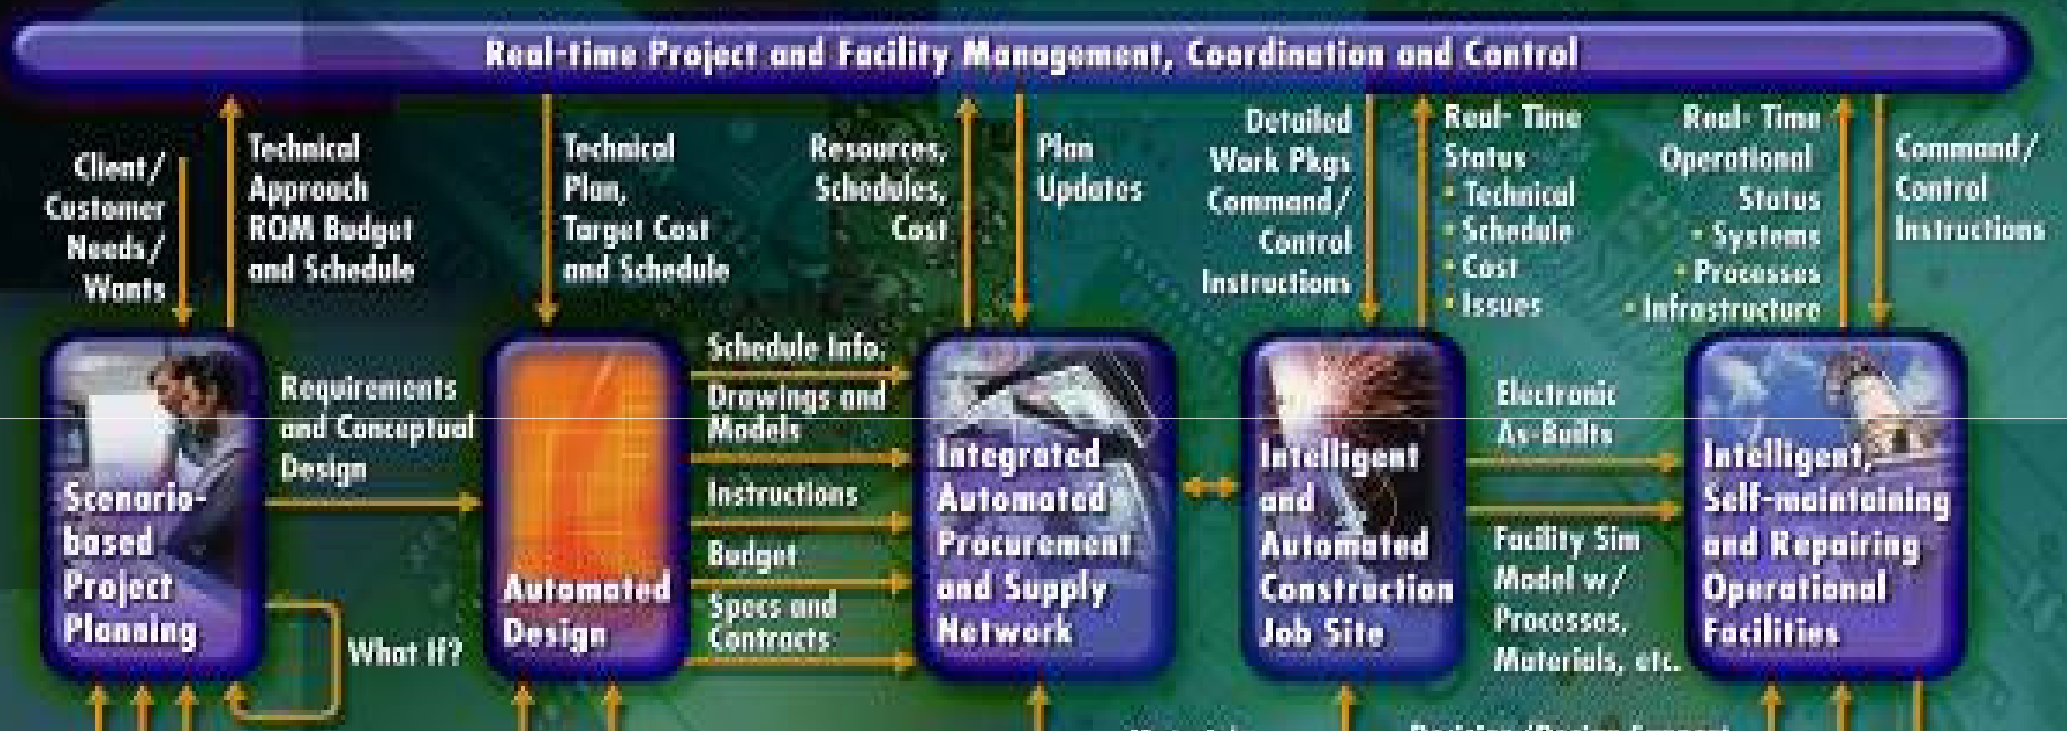 Real-time Project and Facility Management, Coordination and Control
Client/
Customer
Needs/
Wants
Technical
Approach
ROM Budget
and Schedule
Technical
Plan,
Target Cost
and Schedule
Resources,
Schedules,
Cost
Plan
Updates
Detailed
Work Pkgs
Command/
Control
Instructions
Real- Time
Status
• Technical
• Schedule
• Cost
• Issues
Real- Time
Operational
Status
• Systems
• Processes
• Infrastructure
Command/
Control
Instructions
Scenario-
based
Project
Planning
Requirements
and Conceptual
Design
What If?
Automated
Design
Schedule Info.
Drawings and
Models
Instructions
Budget
Specs and
Contracts
Integrated
Automated
Procurement
and Supply
Network
Intelligent
and
Automated
Construction
Job Site
Electronic
As-Builts
Facility Sim
Model w/
Processes,
Materials, etc.
Intelligent,
Self-maintaining
and Repairing
Operational
Facilities